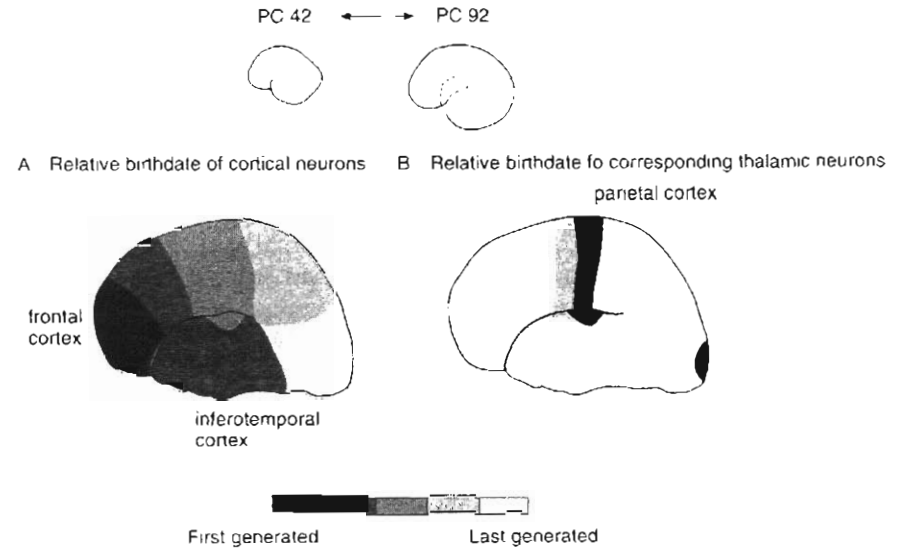 PC 42 PC 92
A Relative birthdate of cortical neurons
B Relative birthdate fo corresponding thalamic neurons
parietal cortex
frontal
cortex
inferotemporal
cortex
First generated
Last generated